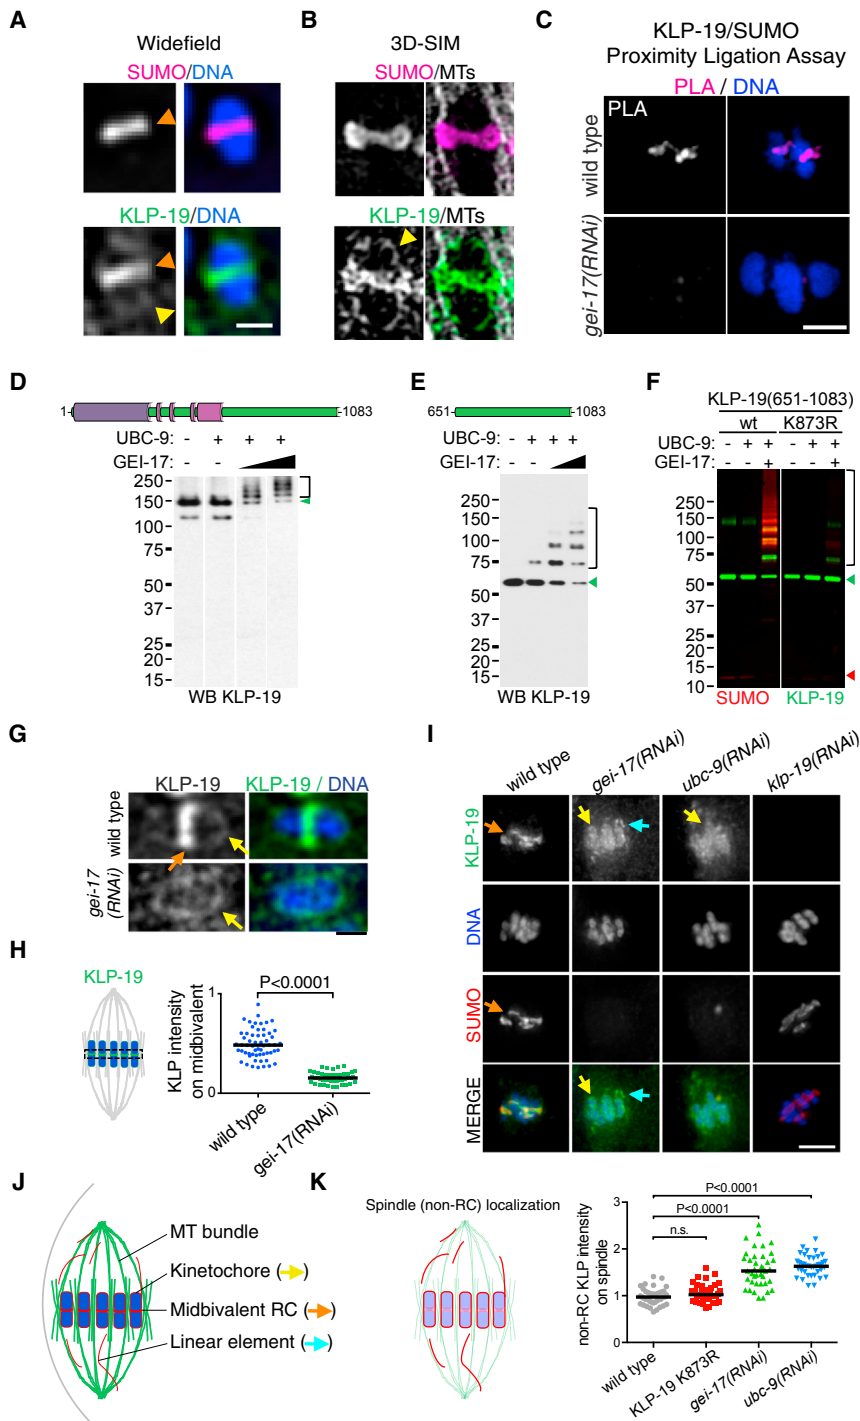 A
Widefield
SUMO/DNA
KLP-19/DNA
B
3D-SIM
SUMO/MTs
KLP-19/MTs
C
KLP-19/SUMO
Proximity Ligation Assay
PLA / DNA
PLA
wild type
gei-17(RNAi)
D
1- -1083
UBC-9: - + + +
GEI-17: - -
250
150
100
75
50
37
25
20
15
WB KLP-19
E
651- -1083
UBC-9: - + + +
GEI-17: - -
250
150
100
75
50
37
25
20
15
WB KLP-19
F
KLP-19(651-1083)
wt K873R
UBC-9: - + + - + +
GEI-17: - - + - - +
250
150
100
75
50
37
25
20
15
10
SUMO KLP-19
G
KLP-19 KLP-19 / DNA
wild type
gei-17
(RNAi)
H
KLP-19
KLP intensity
on midbivalent
1
0
P<0.0001
wild type
gei-17(RNAi)
I
wild type
gei-17(RNAi)
ubc-9(RNAi)
klp-19(RNAi)
KLP-19
DNA
SUMO
MERGE
J
MT bundle
Kinetochore ( )
Midbivalent RC ( )
Linear element ( )
K
Spindle (non-RC) localization
non-RC KLP intensity
on spindle
3
2
1
0
P<0.0001
P<0.0001
n.s.
wild type
KLP-19 K873R
gei-17(RNAi)
ubc-9(RNAi)